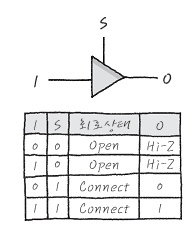 S
I O
I S 회로상태 O
0 0 Open Hi-Z
1 0 Open Hi-Z
0 1 Connect 0
1 1 Connect 1